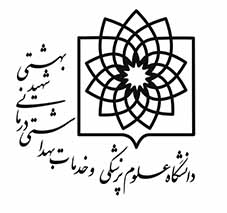 دانشگاه علوم پزشکی و خدمات بهداشتی درمانی شهید بهشتی